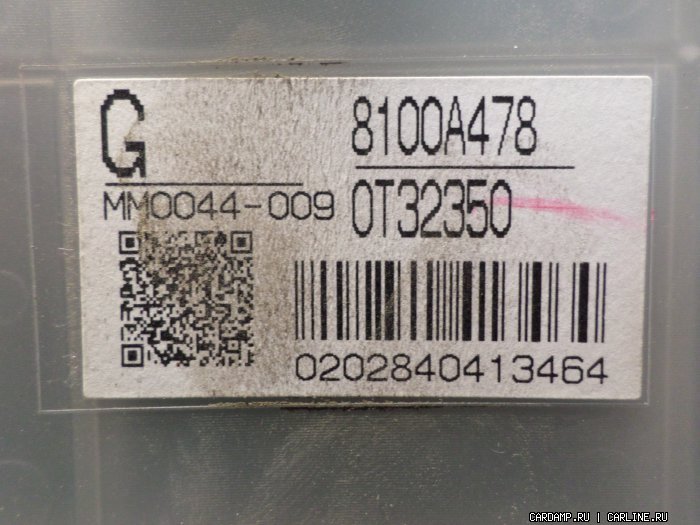 G
8100A478
MM0044-009
0T32350
0202840413464
CARDAMP.RU | CARLINE.RU